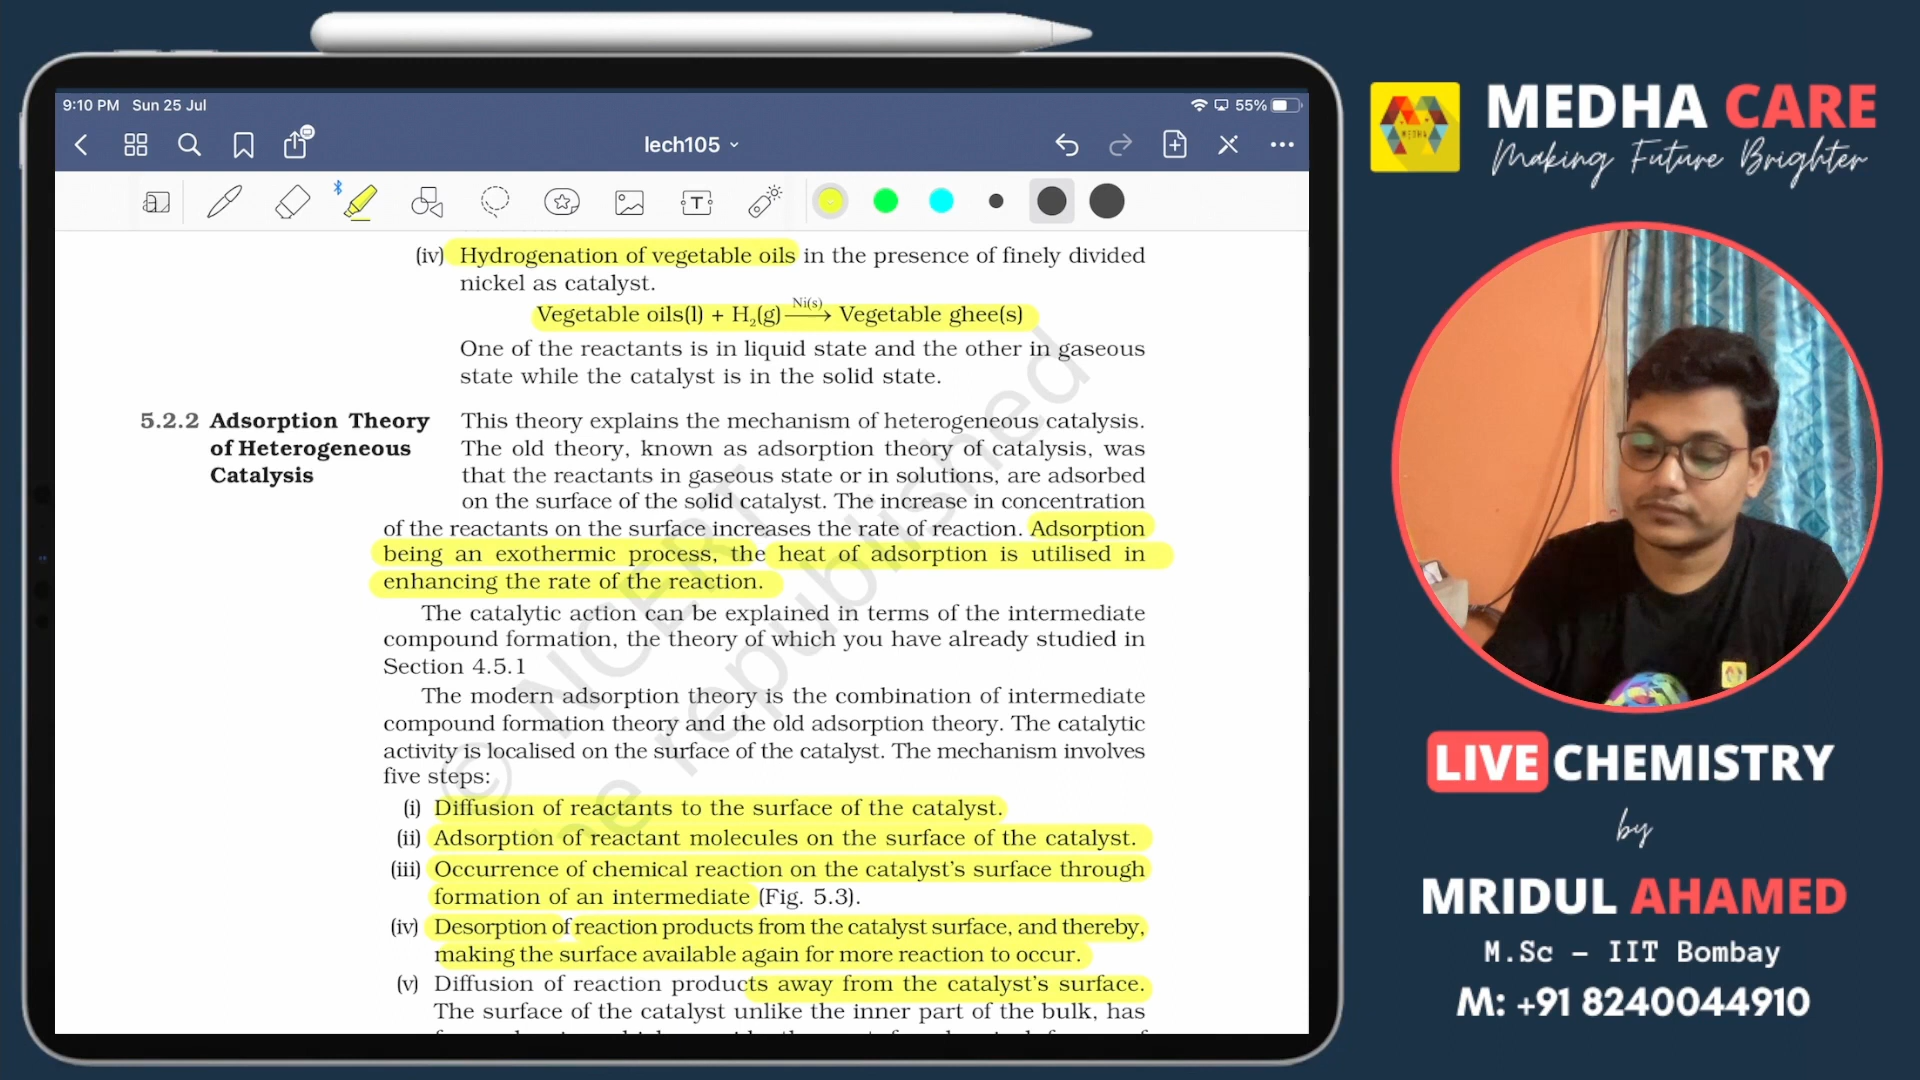 9:10 PM Sun 25 Jul
55%
lech105
(iv) Hydrogenation of vegetable oils in the presence of finely divided
nickel as catalyst.
Vegetable oils(l) + H₂(g) Ni(s)→ Vegetable ghee(s)
One of the reactants is in liquid state and the other in gaseous
state while the catalyst is in the solid state.
5.2.2 Adsorption Theory
of Heterogeneous
Catalysis
This theory explains the mechanism of heterogeneous catalysis.
The old theory, known as adsorption theory of catalysis, was
that the reactants in gaseous state or in solutions, are adsorbed
on the surface of the solid catalyst. The increase in concentration
of the reactants on the surface increases the rate of reaction. Adsorption
being an exothermic process, the heat of adsorption is utilised in
enhancing the rate of the reaction.
The catalytic action can be explained in terms of the intermediate
compound formation, the theory of which you have already studied in
Section 4.5.1
The modern adsorption theory is the combination of intermediate
compound formation theory and the old adsorption theory. The catalytic
activity is localised on the surface of the catalyst. The mechanism involves
five steps:
(i) Diffusion of reactants to the surface of the catalyst.
(ii) Adsorption of reactant molecules on the surface of the catalyst.
(iii) Occurrence of chemical reaction on the catalyst's surface through
formation of an intermediate (Fig. 5.3).
(iv) Desorption of reaction products from the catalyst surface, and thereby,
making the surface available again for more reaction to occur.
(v) Diffusion of reaction products away from the catalyst's surface.
The surface of the catalyst unlike the inner part of the bulk, has
© NCERT
be republished
MEDHA CARE
Making Future Brighter
MEDHA
LIVE CHEMISTRY
by
MRIDUL AHAMED
M.Sc – IIT Bombay
M: +91 8240044910